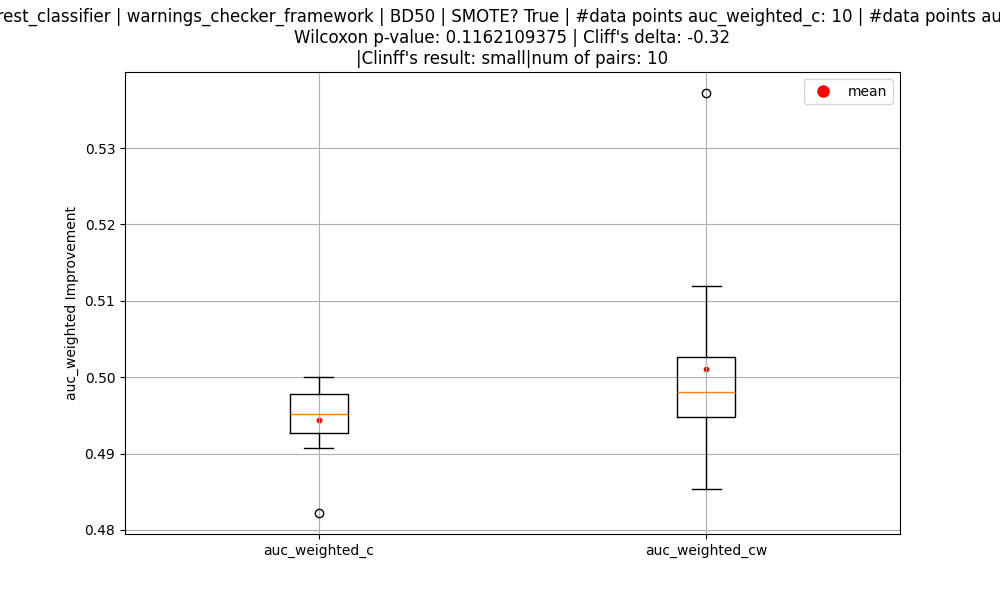 rest_classifier | warnings_checker_framework | BD50 | SMOTE? True | #data points auc_weighted_c: 10 | #data points au
Wilcoxon p-value: 0.1162109375 | Cliff's delta: -0.32
|Clinff's result: small|num of pairs: 10
mean
0.53
0.52
0.51
0.50
0.49
0.48
auc_weighted Improvement
auc_weighted_c
auc_weighted_cw